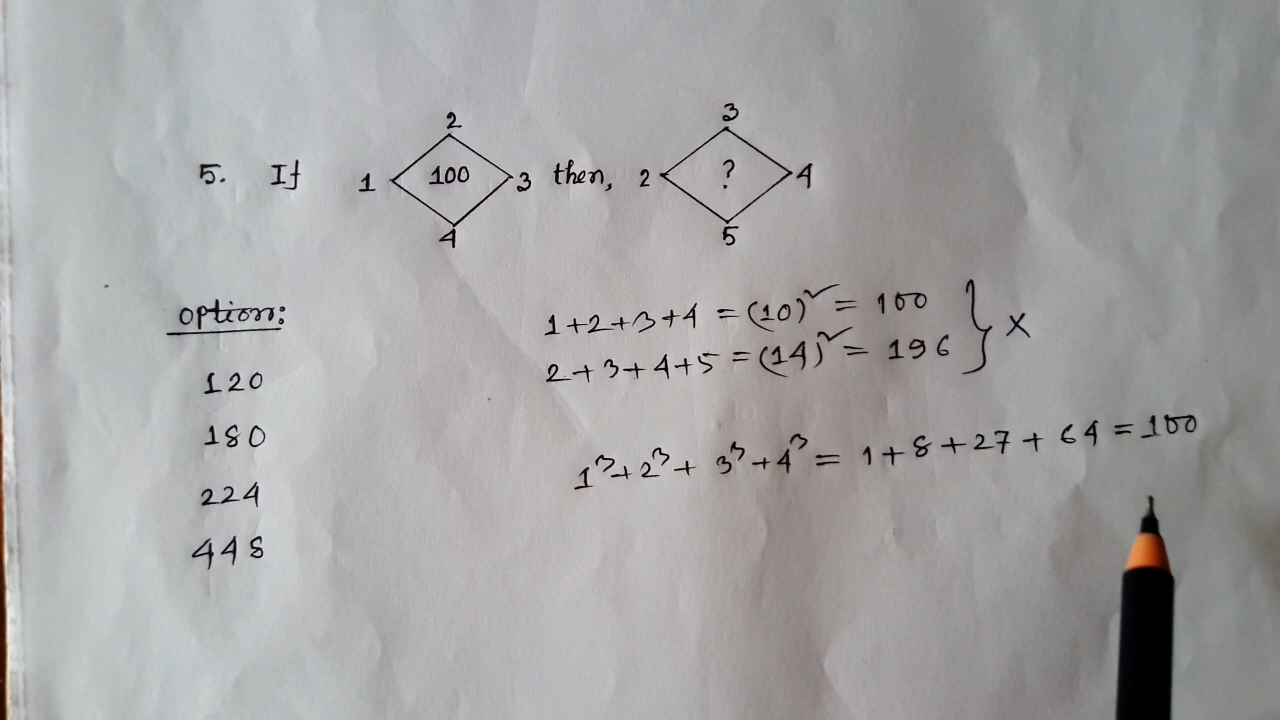 2 3
5. If 1 100 3 then, 2 ? 4
4 5
option:
120
180
224
448
1+2+3+4 = (10)² = 100
2+3+4+5 = (14)² = 196 } ×
1³+2³+ 3³+4³ = 1+8+27+ 64 = 100